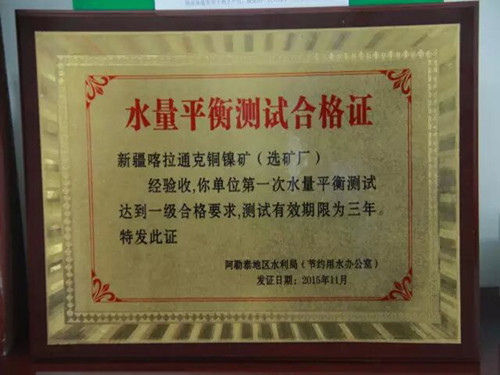 水量平衡测试合格证
新疆喀拉通克铜镍矿（选矿厂）
经验收,你单位第一次水量平衡测试
达到一级合格要求,测试有效期限为三年。
特发此证
阿勒泰地区水利局（节约用水办公室）
发证日期：2015年11月